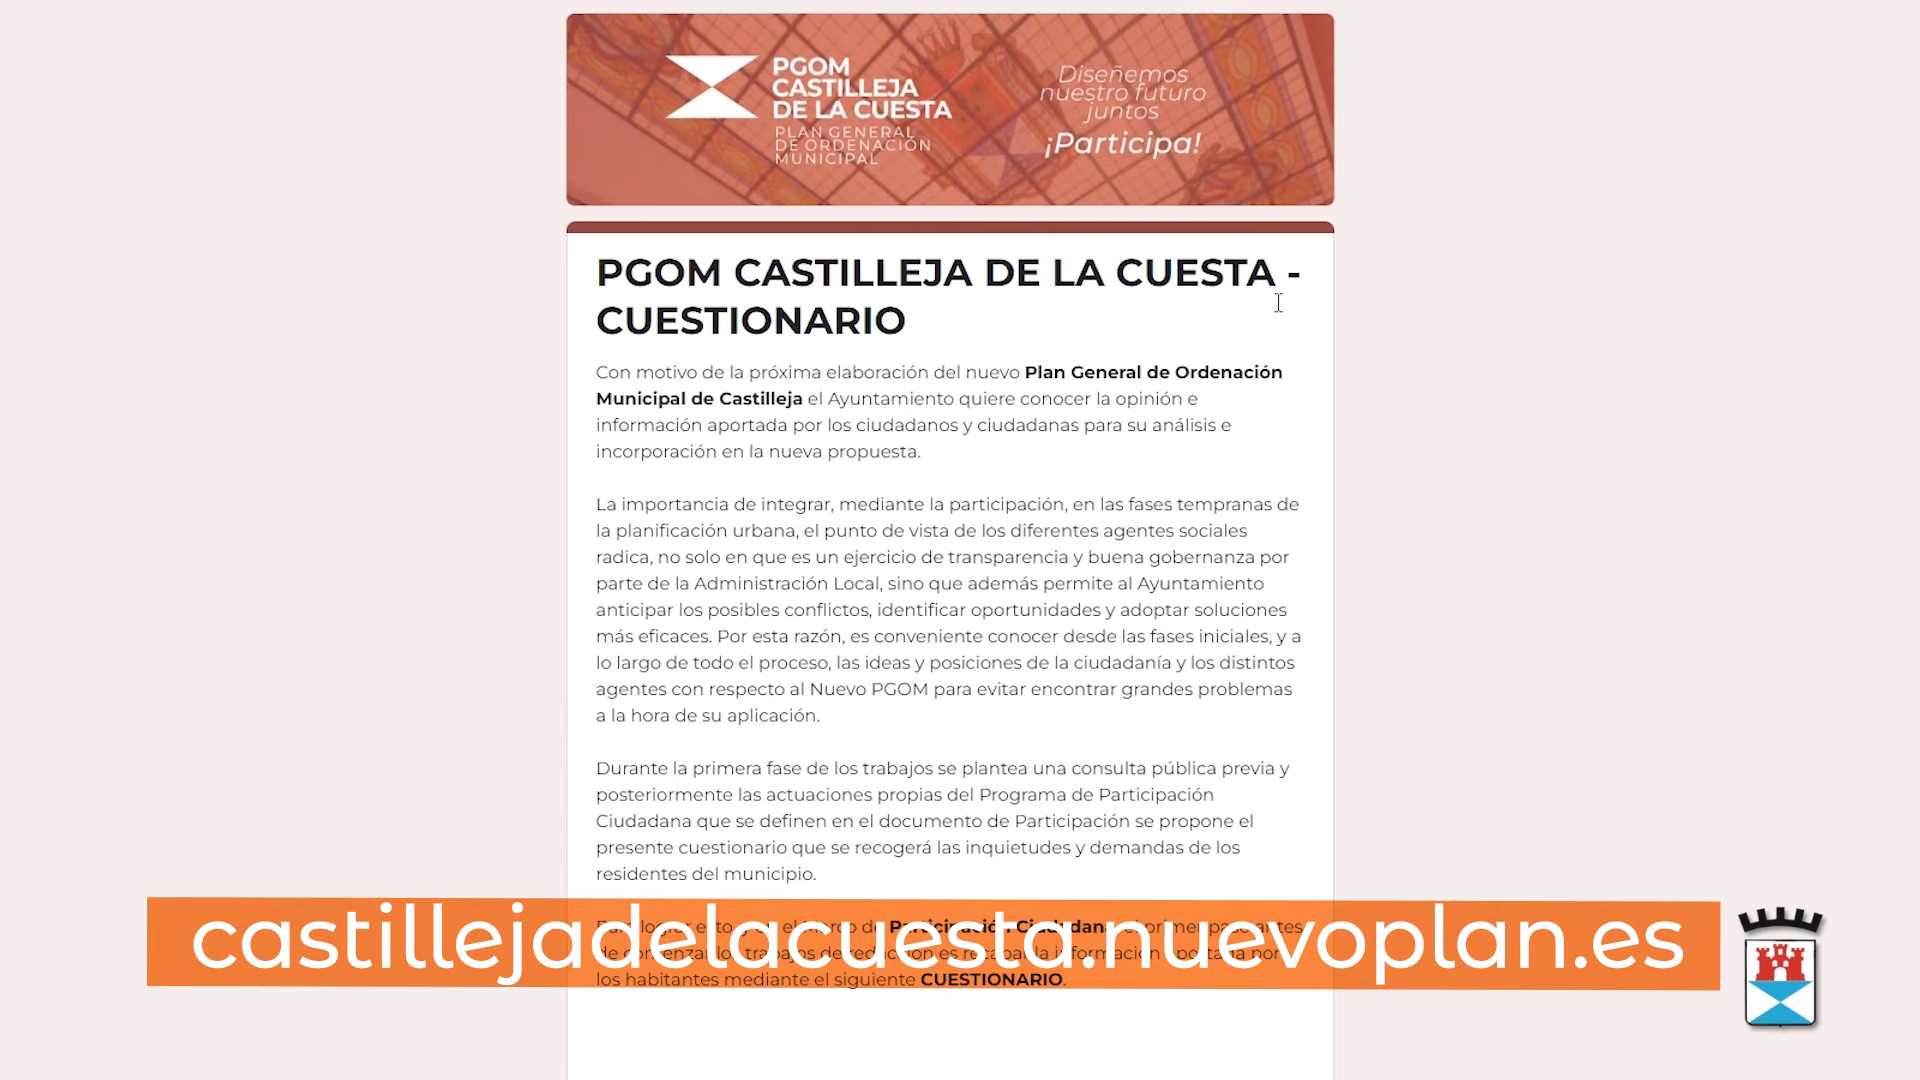 PGOM
CASTILLEJA
DE LA CUESTA
PLAN GENERAL
DE ORDENACIÓN
MUNICIPAL
Diseñemos
nuestro futuro
juntos
¡Participa!
PGOM CASTILLEJA DE LA CUESTA -
CUESTIONARIO
Con motivo de la próxima elaboración del nuevo Plan General de Ordenación
Municipal de Castilleja el Ayuntamiento quiere conocer la opinión e
información aportada por los ciudadanos y ciudadanas para su análisis e
incorporación en la nueva propuesta.
La importancia de integrar, mediante la participación, en las fases tempranas de
la planificación urbana, el punto de vista de los diferentes agentes sociales
radica, no solo en que es un ejercicio de transparencia y buena gobernanza por
parte de la Administración Local, sino que además permite al Ayuntamiento
anticipar los posibles conflictos, identificar oportunidades y adoptar soluciones
más eficaces. Por esta razón, es conveniente conocer desde las fases iniciales, y a
lo largo de todo el proceso, las ideas y posiciones de la ciudadanía y los distintos
agentes con respecto al Nuevo PGOM para evitar encontrar grandes problemas
a la hora de su aplicación.
Durante la primera fase de los trabajos se plantea una consulta pública previa y
posteriormente las actuaciones propias del Programa de Participación
Ciudadana que se definen en el documento de Participación se propone el
presente cuestionario que se recogerá las inquietudes y demandas de los
residentes del municipio.
castillejadelacuesta.nuevoplan.es
los habitantes mediante el siguiente CUESTIONARIO.